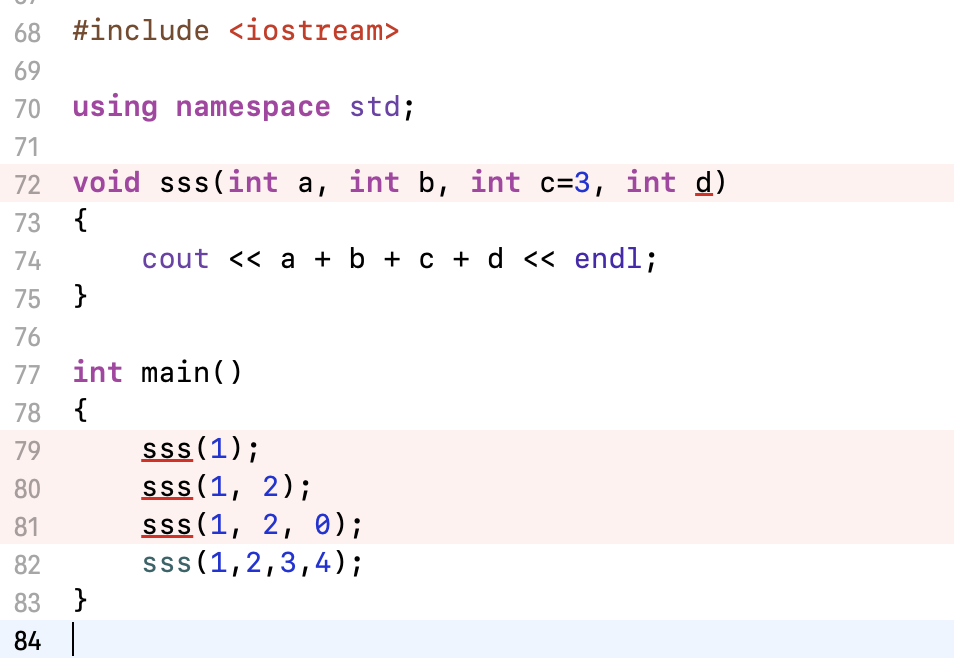 68 #include <iostream>
69
70 using namespace std;
71
72 void sss(int a, int b, int c=3, int d)
73 {
74     cout << a + b + c + d << endl;
75 }
76
77 int main()
78 {
79     sss(1);
80     sss(1, 2);
81     sss(1, 2, 0);
82     sss(1,2,3,4);
83 }
84